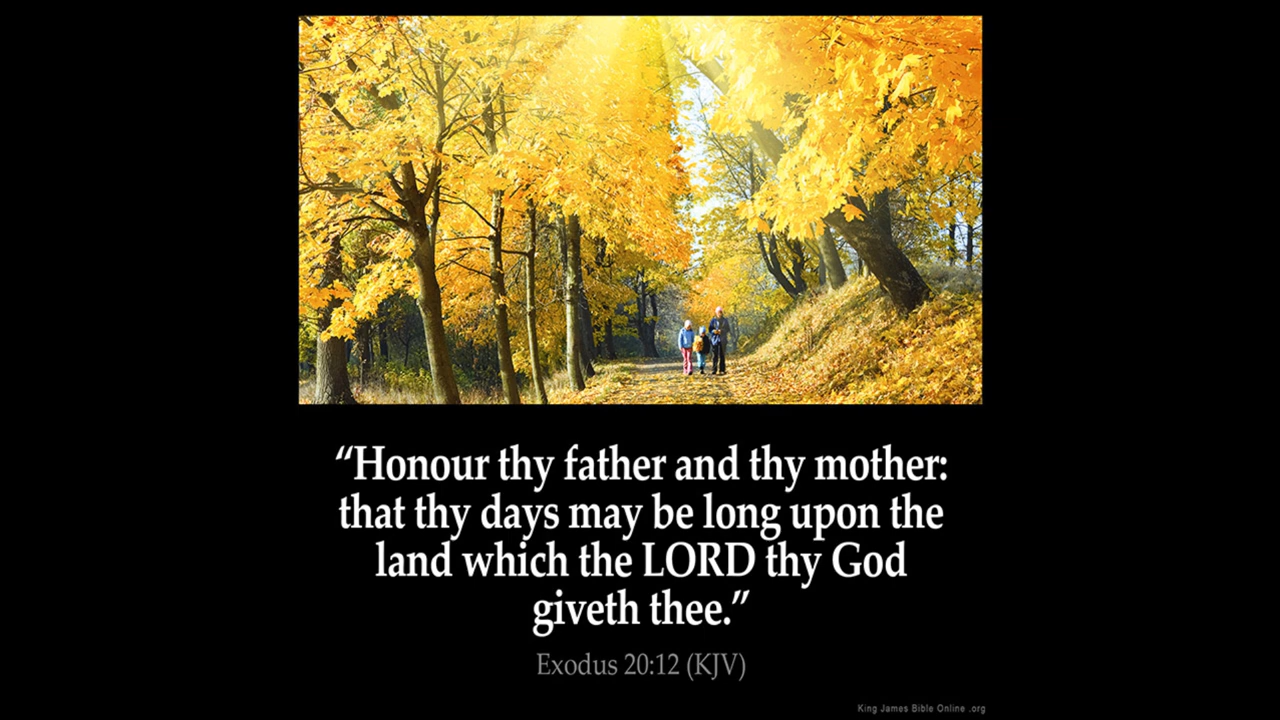 “Honour thy father and thy mother:
that thy days may be long upon the
land which the LORD thy God
giveth thee.”
Exodus 20:12 (KJV)
King James Bible Online .org